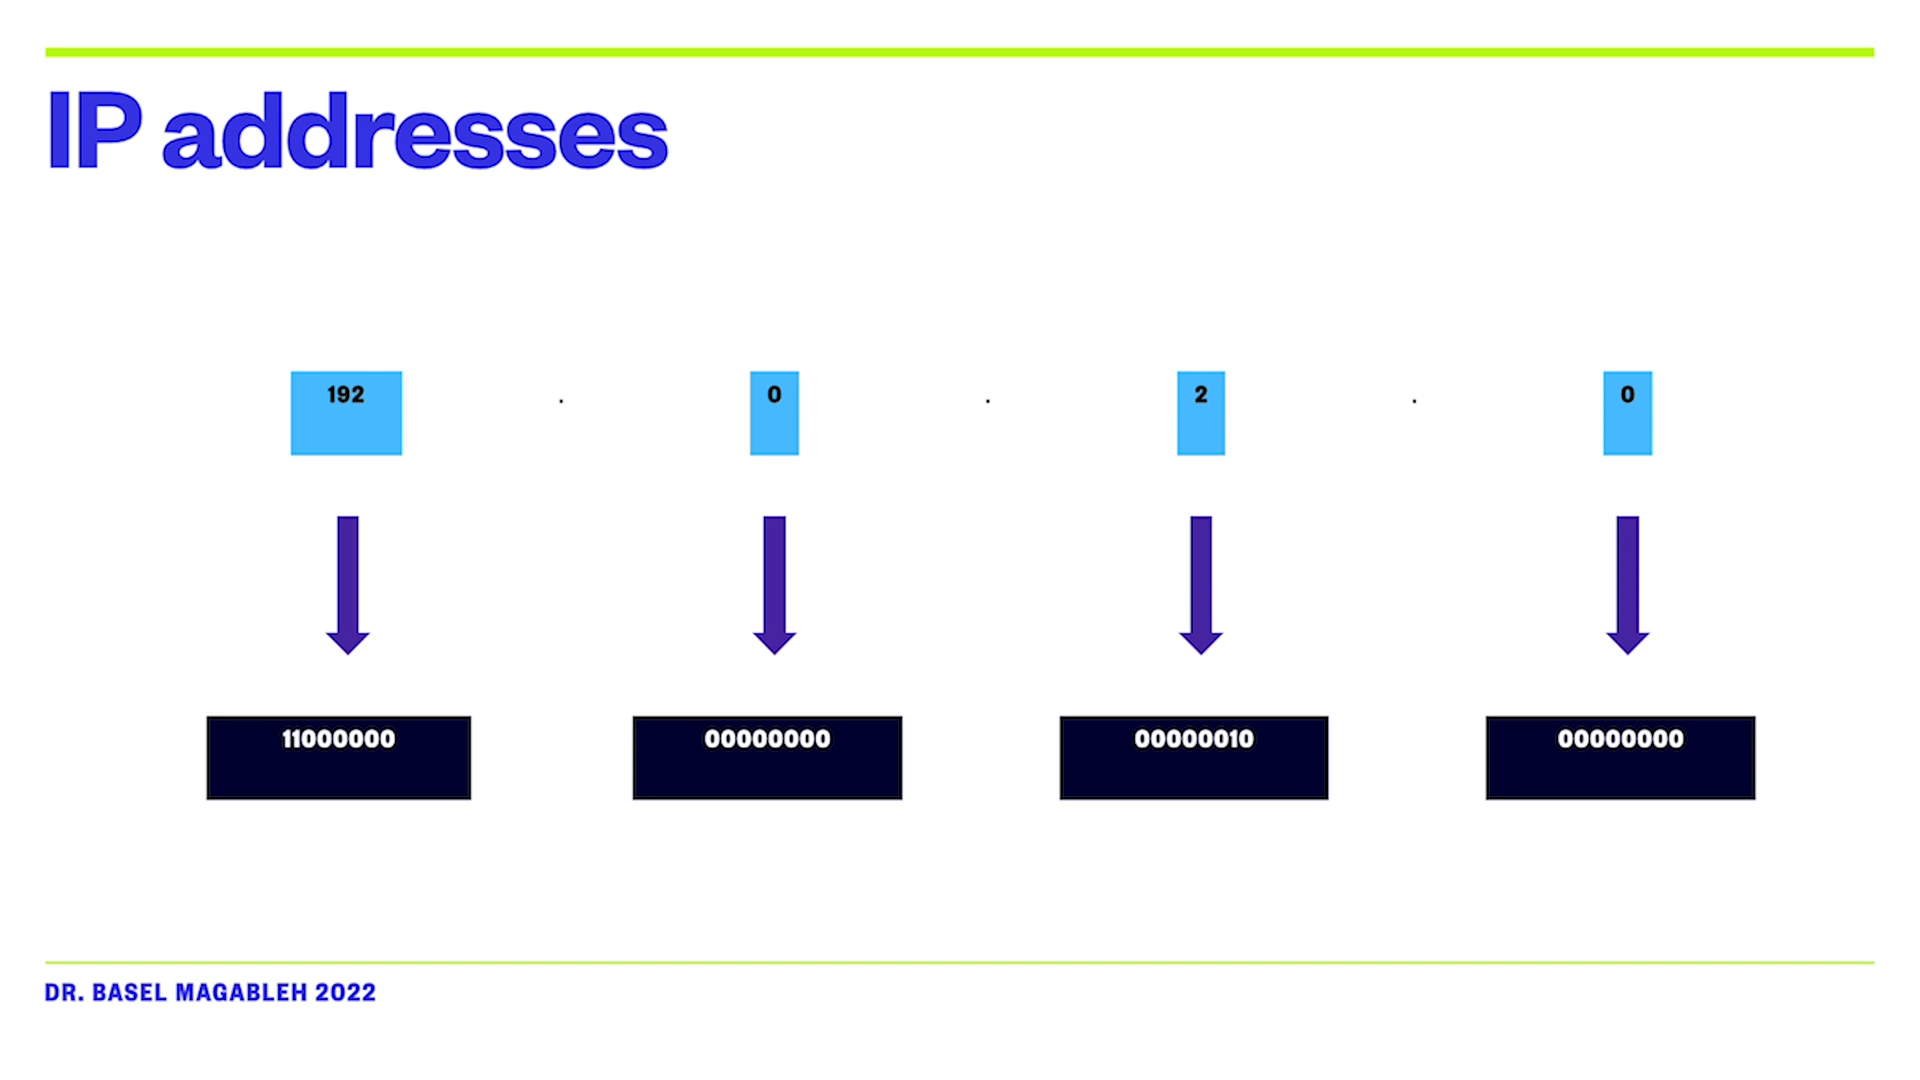 IP addresses
192 . 0 . 2 . 0
11000000 00000000 00000010 00000000
DR. BASEL MAGABLEH 2022